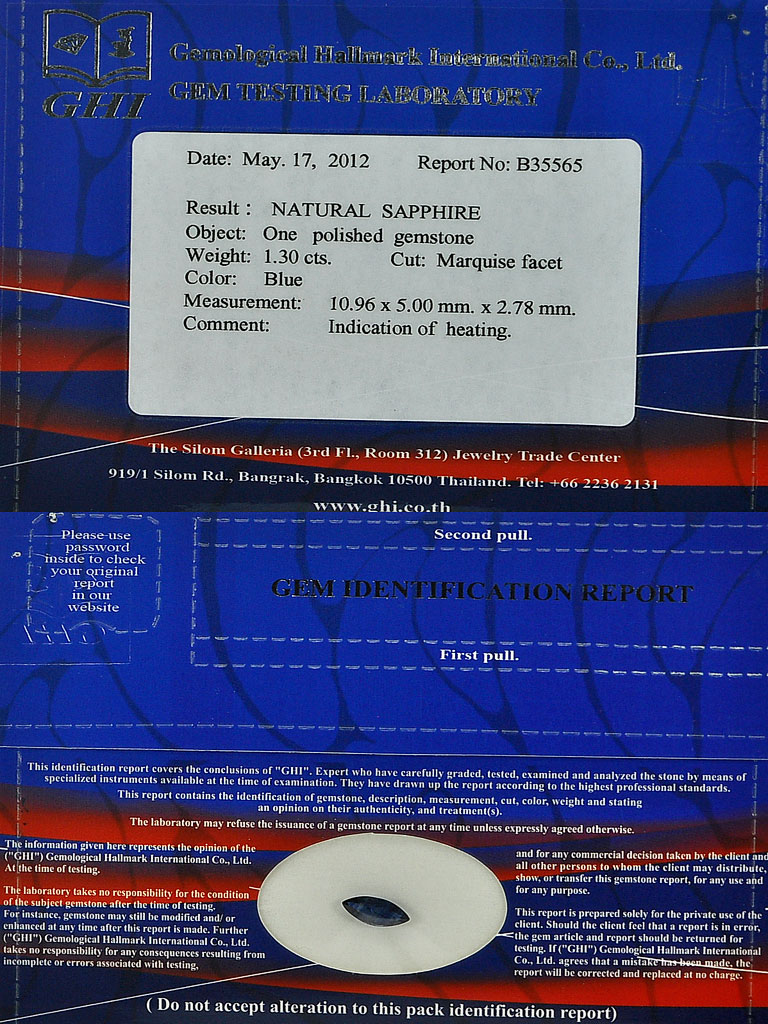 GHI
Gemological Hallmark International Co., Ltd.
GEM TESTING LABORATORY
Date: May. 17, 2012 Report No: B35565
Result : NATURAL SAPPHIRE
Object: One polished gemstone
Weight: 1.30 cts. Cut: Marquise facet
Color: Blue
Measurement: 10.96 x 5.00 mm. x 2.78 mm.
Comment: Indication of heating.
The Silom Galleria (3rd Fl., Room 312) Jewelry Trade Center
919/1 Silom Rd., Bangrak, Bangkok 10500 Thailand. Tel: +66 2236 2131
www.ghi.co.th
Please use
password
inside to check
your original
report
in our
website
Second pull.
GEM IDENTIFICATION REPORT
First pull.
This identification report covers the conclusions of "GHI". Expert who have carefully graded, tested, examined and analyzed the stone by means of
specialized instruments available at the time of examination. They have drawn up the report according to the highest professional standards.
This report contains the identification of gemstone, description, measurement, cut, color, weight and stating
an opinion on their authenticity, and treatment(s).
The laboratory may refuse the issuance of a gemstone report at any time unless expressly agreed otherwise.
The information given here represents the opinion of the
("GHI") Gemological Hallmark International Co., Ltd.
At the time of testing.
The laboratory takes no responsibility for the condition
of the subject gemstone after the time of testing.
For instance, gemstone may still be modified and/ or
enhanced at any time after this report is made. Further
("GHI") Gemological Hallmark International Co., Ltd.
takes no responsibility for any consequences resulting from
incomplete or errors associated with testing,
and for any commercial decision taken by the client and
all other persons to whom the client may distribute,
show, or transfer this gemstone report, for any use and
for any purpose.
This report is prepared solely for the private use of the
client. Should the client feel that a report is in error,
the gem article and report should be returned for
testing. If ("GHI") Gemological Hallmark International
Co., Ltd. agrees that a mistake has been made, the
report will be corrected and replaced at no charge.
( Do not accept alteration to this pack identification report)